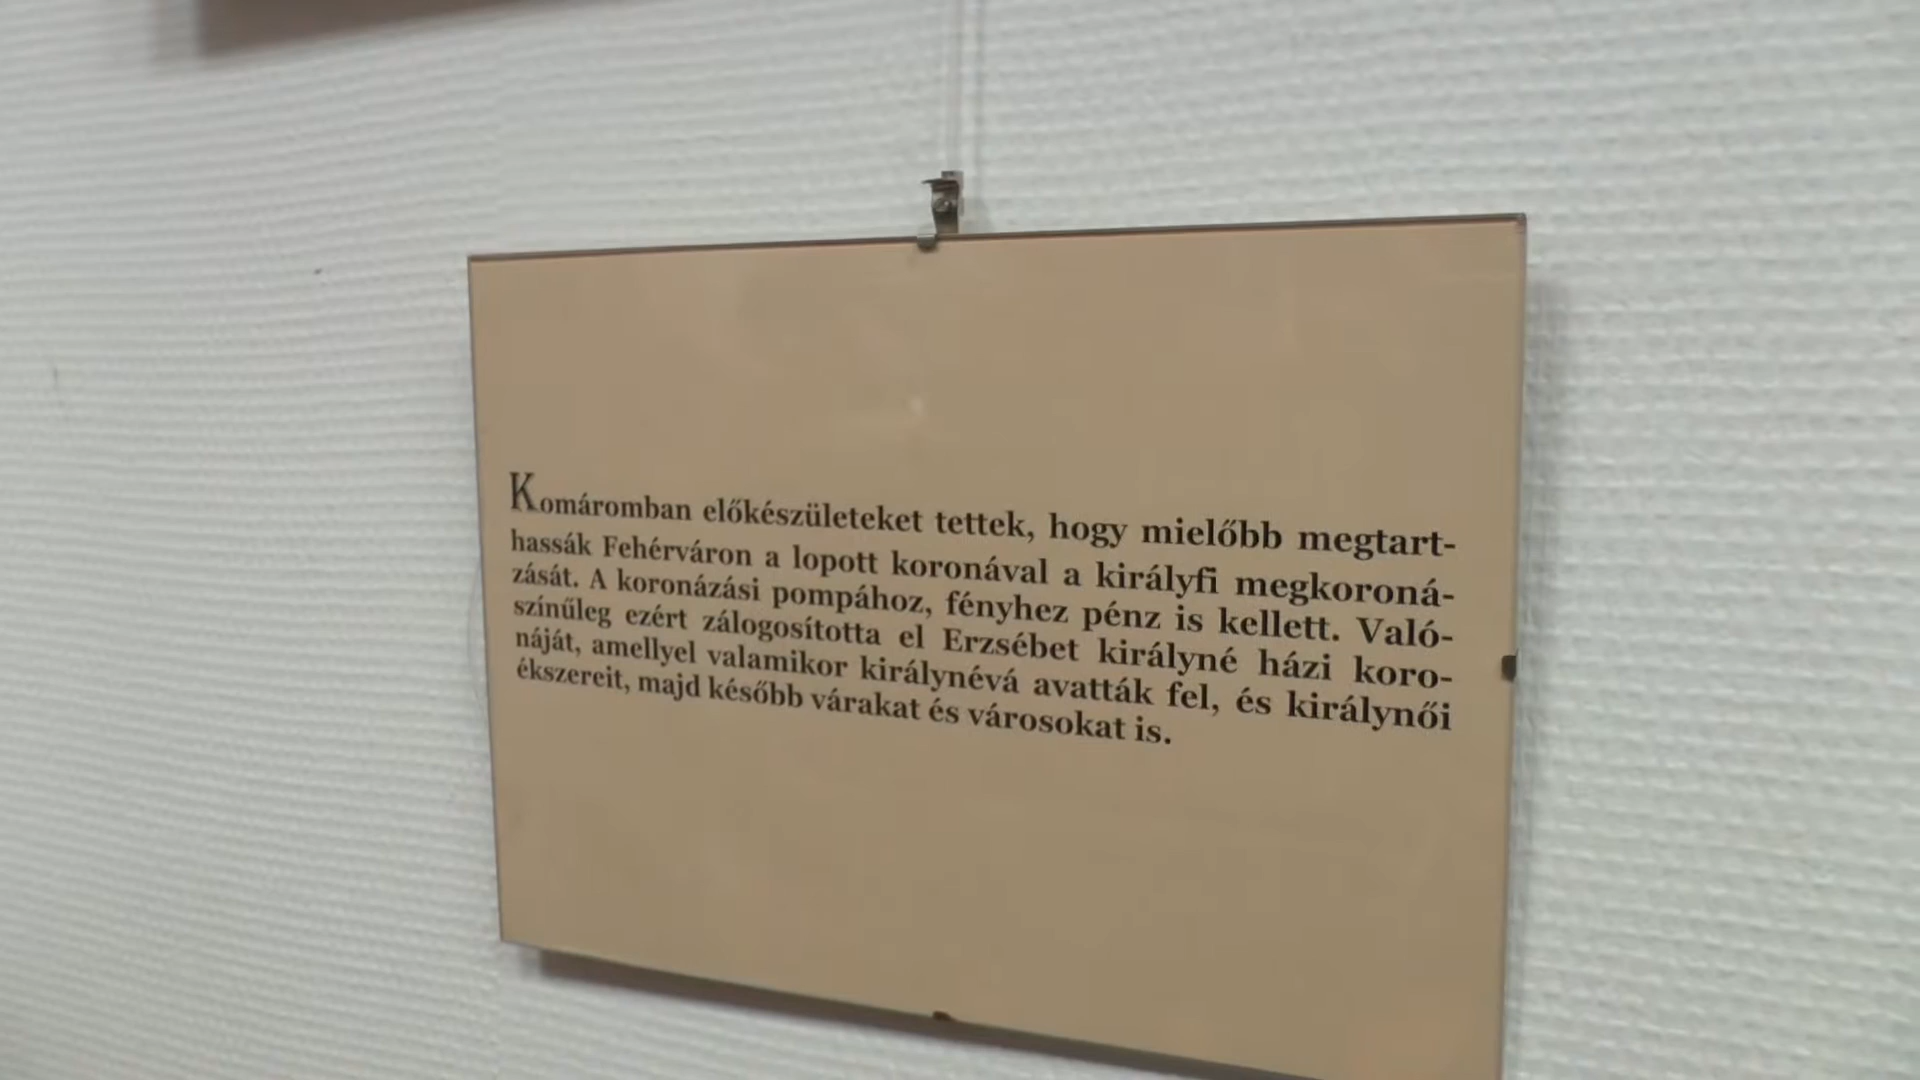 Komáromban előkészületeket tettek, hogy mielőbb megtart-
hassák Fehérváron a lopott koronával a királyfi megkoroná-
zását. A koronázási pompához, fényhez pénz is kellett. Való-
színűleg ezért zálogosította el Erzsébet királyné házi koro-
náját, amellyel valamikor királynévá avatták fel, és királynői
ékszereit, majd később várakat és városokat is.